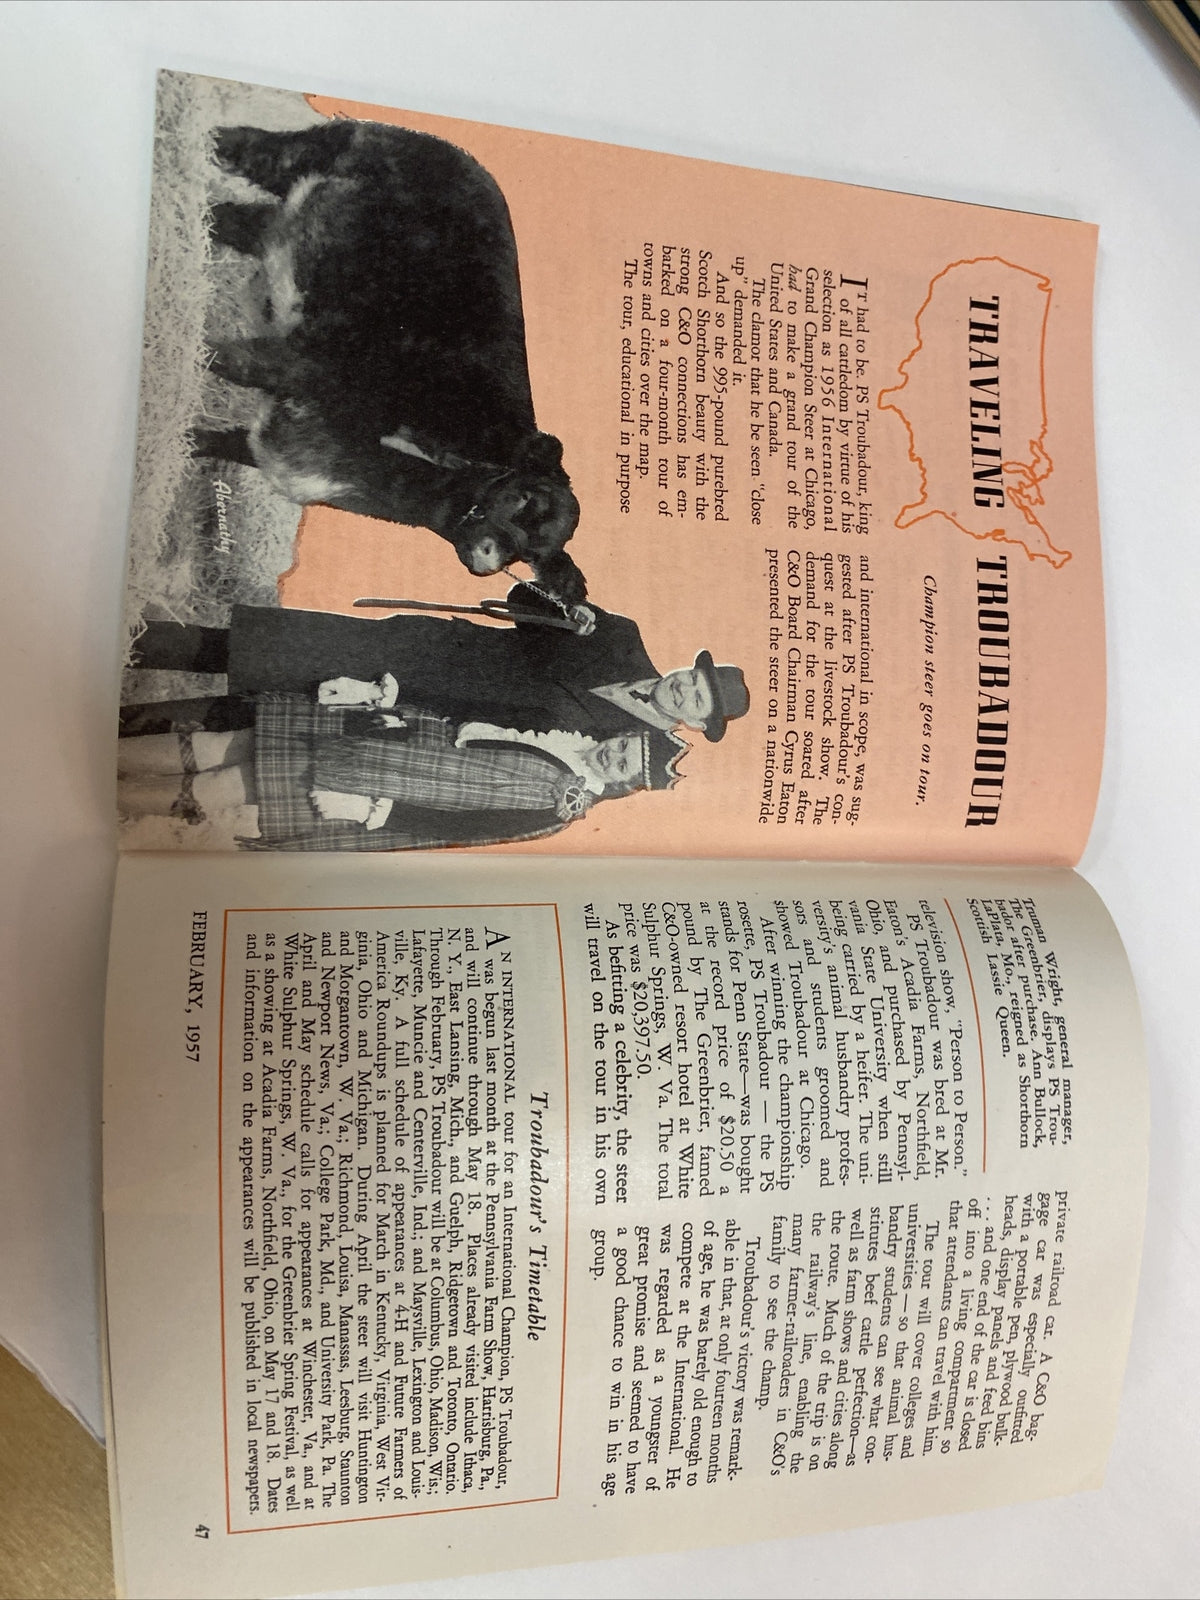 TRAVELING TROUBADOUR
Champion steer goes on tour.
IT had to be. PS Troubadour, king
of all cattledom by virtue of his
selection as 1956 International
Grand Champion Steer at Chicago,
had to make a grand tour of the
United States and Canada.
The clamor that he be seen "close
up" demanded it.
And so the 995-pound purebred
Scotch Shorthorn beauty with the
strong C&O connections has em-
barked on a four-month tour of
towns and cities over the map.
The tour, educational in purpose
and international in scope, was sug-
gested after PS Troubadour's con-
quest at the livestock show. The
demand for the tour soared after
C&O Board Chairman Cyrus Eaton
presented the steer on a nationwide
Abernathy
Truman Wright, general manager,
The Greenbrier, displays PS Trou-
bador after purchase. Ann Bullock,
LaPlata, Mo., reigned as Shorthorn
Scottish Lassie Queen.
television show, "Person to Person."
PS Troubadour was bred at Mr.
Eaton's Acadia Farms, Northfield,
Ohio, and purchased by Pennsyl-
vania State University when still
being carried by a heifer. The uni-
versity's animal husbandry profes-
sors and students groomed and
showed Troubadour at Chicago.
After winning the championship
rosette, PS Troubadour — the PS
stands for Penn State—was bought
at the record price of $20.50 a
pound by The Greenbrier, famed
C&O-owned resort hotel at White
Sulphur Springs, W. Va. The total
price was $20,397.50.
As befitting a celebrity, the steer
will travel on the tour in his own
private railroad car. A C&O bag-
gage car was especially outfitted
with a portable pen, plywood bulk-
heads, display panels and feed bins
. . . and one end of the car is closed
off into a living compartment so
that attendants can travel with him.
The tour will cover colleges and
universities—so that animal hus-
bandry students can see what con-
stitutes beef cattle perfection—as
well as farm shows and cities along
the route. Much of the trip is on
the railway's line, enabling the
many farmer-railroaders in C&O's
family to see the champ.
Troubadour's victory was remark-
able in that, at only fourteen months
of age, he was barely old enough to
compete at the International. He
was regarded as a youngster of
great promise and seemed to have
a good chance to win in his age
group.
Troubadour's Timetable
AN INTERNATIONAL tour for an International Champion, PS Troubadour,
was begun last month at the Pennsylvania Farm Show, Harrisburg, Pa.,
and will continue through May 18. Places already visited include Ithaca,
N. Y., East Lansing, Mich., and Guelph, Ridgetown and Toronto, Ontario.
Through February, PS Troubadour will be at Columbus, Ohio, Madison, Wis.;
Lafayette, Muncie and Centerville, Ind.; and Maysville, Lexington and Louis-
ville, Ky. A full schedule of appearances at 4-H and Future Farmers of
America Roundups is planned for March in Kentucky, Virginia, West Vir-
ginia, Ohio and Michigan. During April the steer will visit Huntington
and Morgantown, W. Va.; Richmond, Louisa, Manassas, Leesburg, Staunton
and Newport News, Va.; College Park, Md., and University Park, Pa. The
April and May schedule calls for appearances at Winchester, Va., and at
White Sulphur Springs, W. Va., for the Greenbrier Spring Festival, as well
as a showing at Acadia Farms, Northfield, Ohio, on May 17 and 18. Dates
and information on the appearances will be published in local newspapers.
FEBRUARY, 1957
47